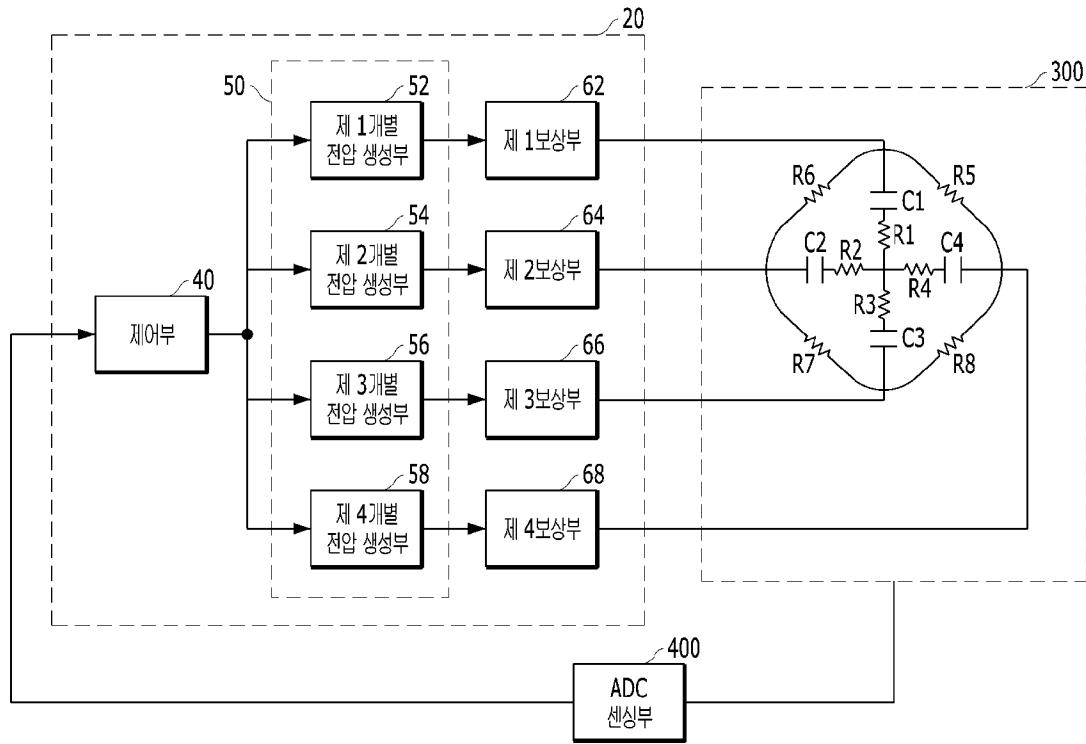 20
300
50
52
제 1개별
전압 생성부
62
제 1보상부
R6
R5
C1
R1
54
제 2개별
전압 생성부
64
제 2보상부
C2
R2
C4
R4
R3
C3
R7
R8
40
제어부
56
제 3개별
전압 생성부
66
제 3보상부
58
제 4개별
전압 생성부
68
제 4보상부
400
ADC
센싱부